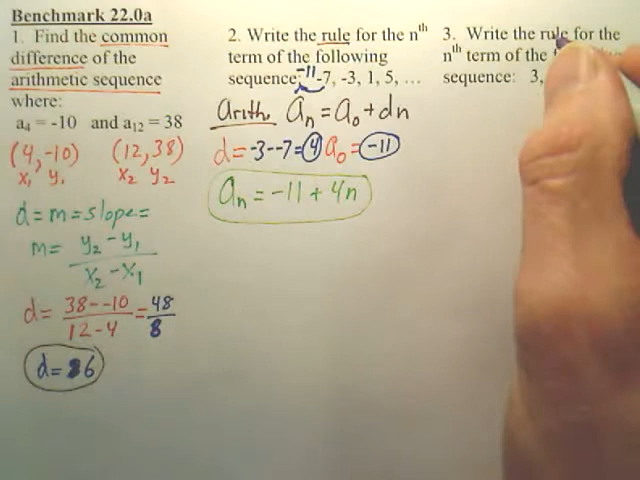 Benchmark 22.0a
1. Find the common
difference of the
arithmetic sequence
where:
a4 = -10 and a12 = 38
(4,-10) (12,38)
x1 y1 x2 y2
d = m = slope =
m = y2 - y1
x2 - x1
d = 38--10 = 48
12-4 8
d = 6
2. Write the rule for the nth
term of the following
sequence: -11 -7, -3, 1, 5, …
Arith. an = a0 + dn
d = -3--7 = 4 a0 = -11
an = -11 + 4n
3. Write the rule for the
nth term of the
sequence: 3,